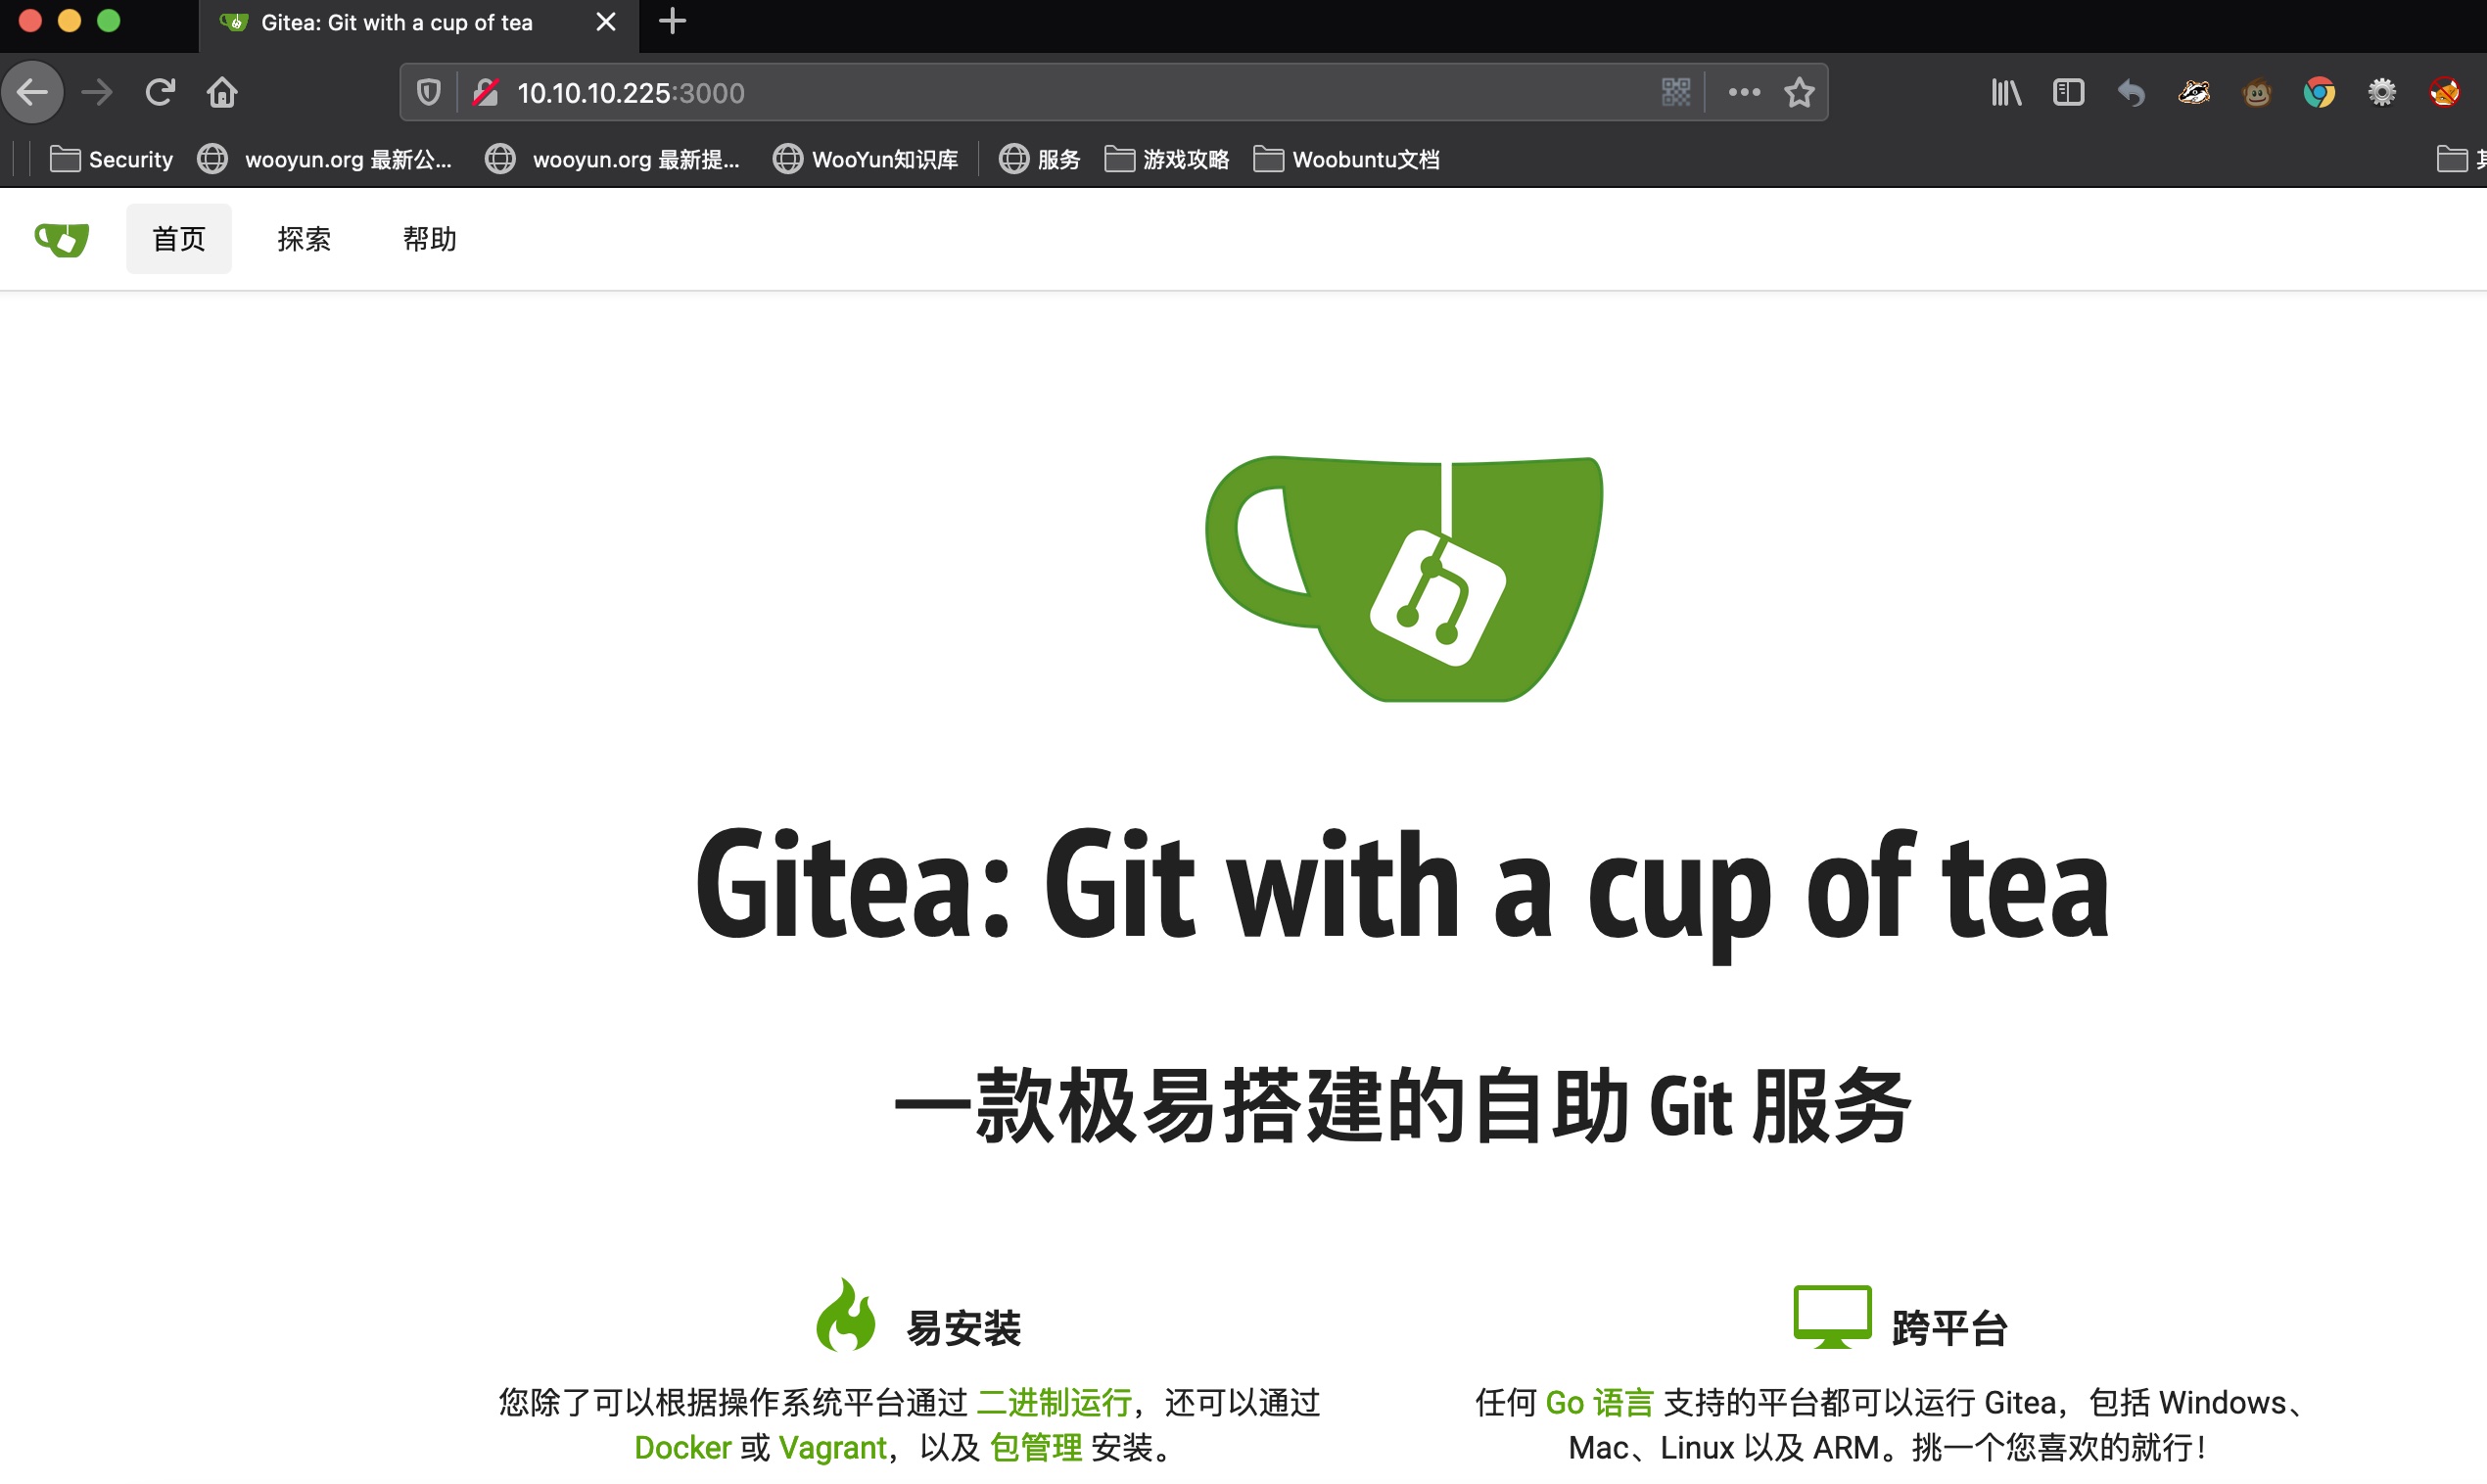 Gitea: Git with a cup of tea
10.10.10.225:3000
Security wooyun.org 最新公... wooyun.org 最新提... WooYun知识库 服务 游戏攻略 Woobuntu文档
首页 探索 帮助
Gitea: Git with a cup of tea
一款极易搭建的自助 Git 服务
易安装
您除了可以根据操作系统平台通过 二进制运行，还可以通过
Docker 或 Vagrant，以及 包管理 安装。
跨平台
任何 Go 语言 支持的平台都可以运行 Gitea，包括 Windows、
Mac、Linux 以及 ARM。挑一个您喜欢的就行！